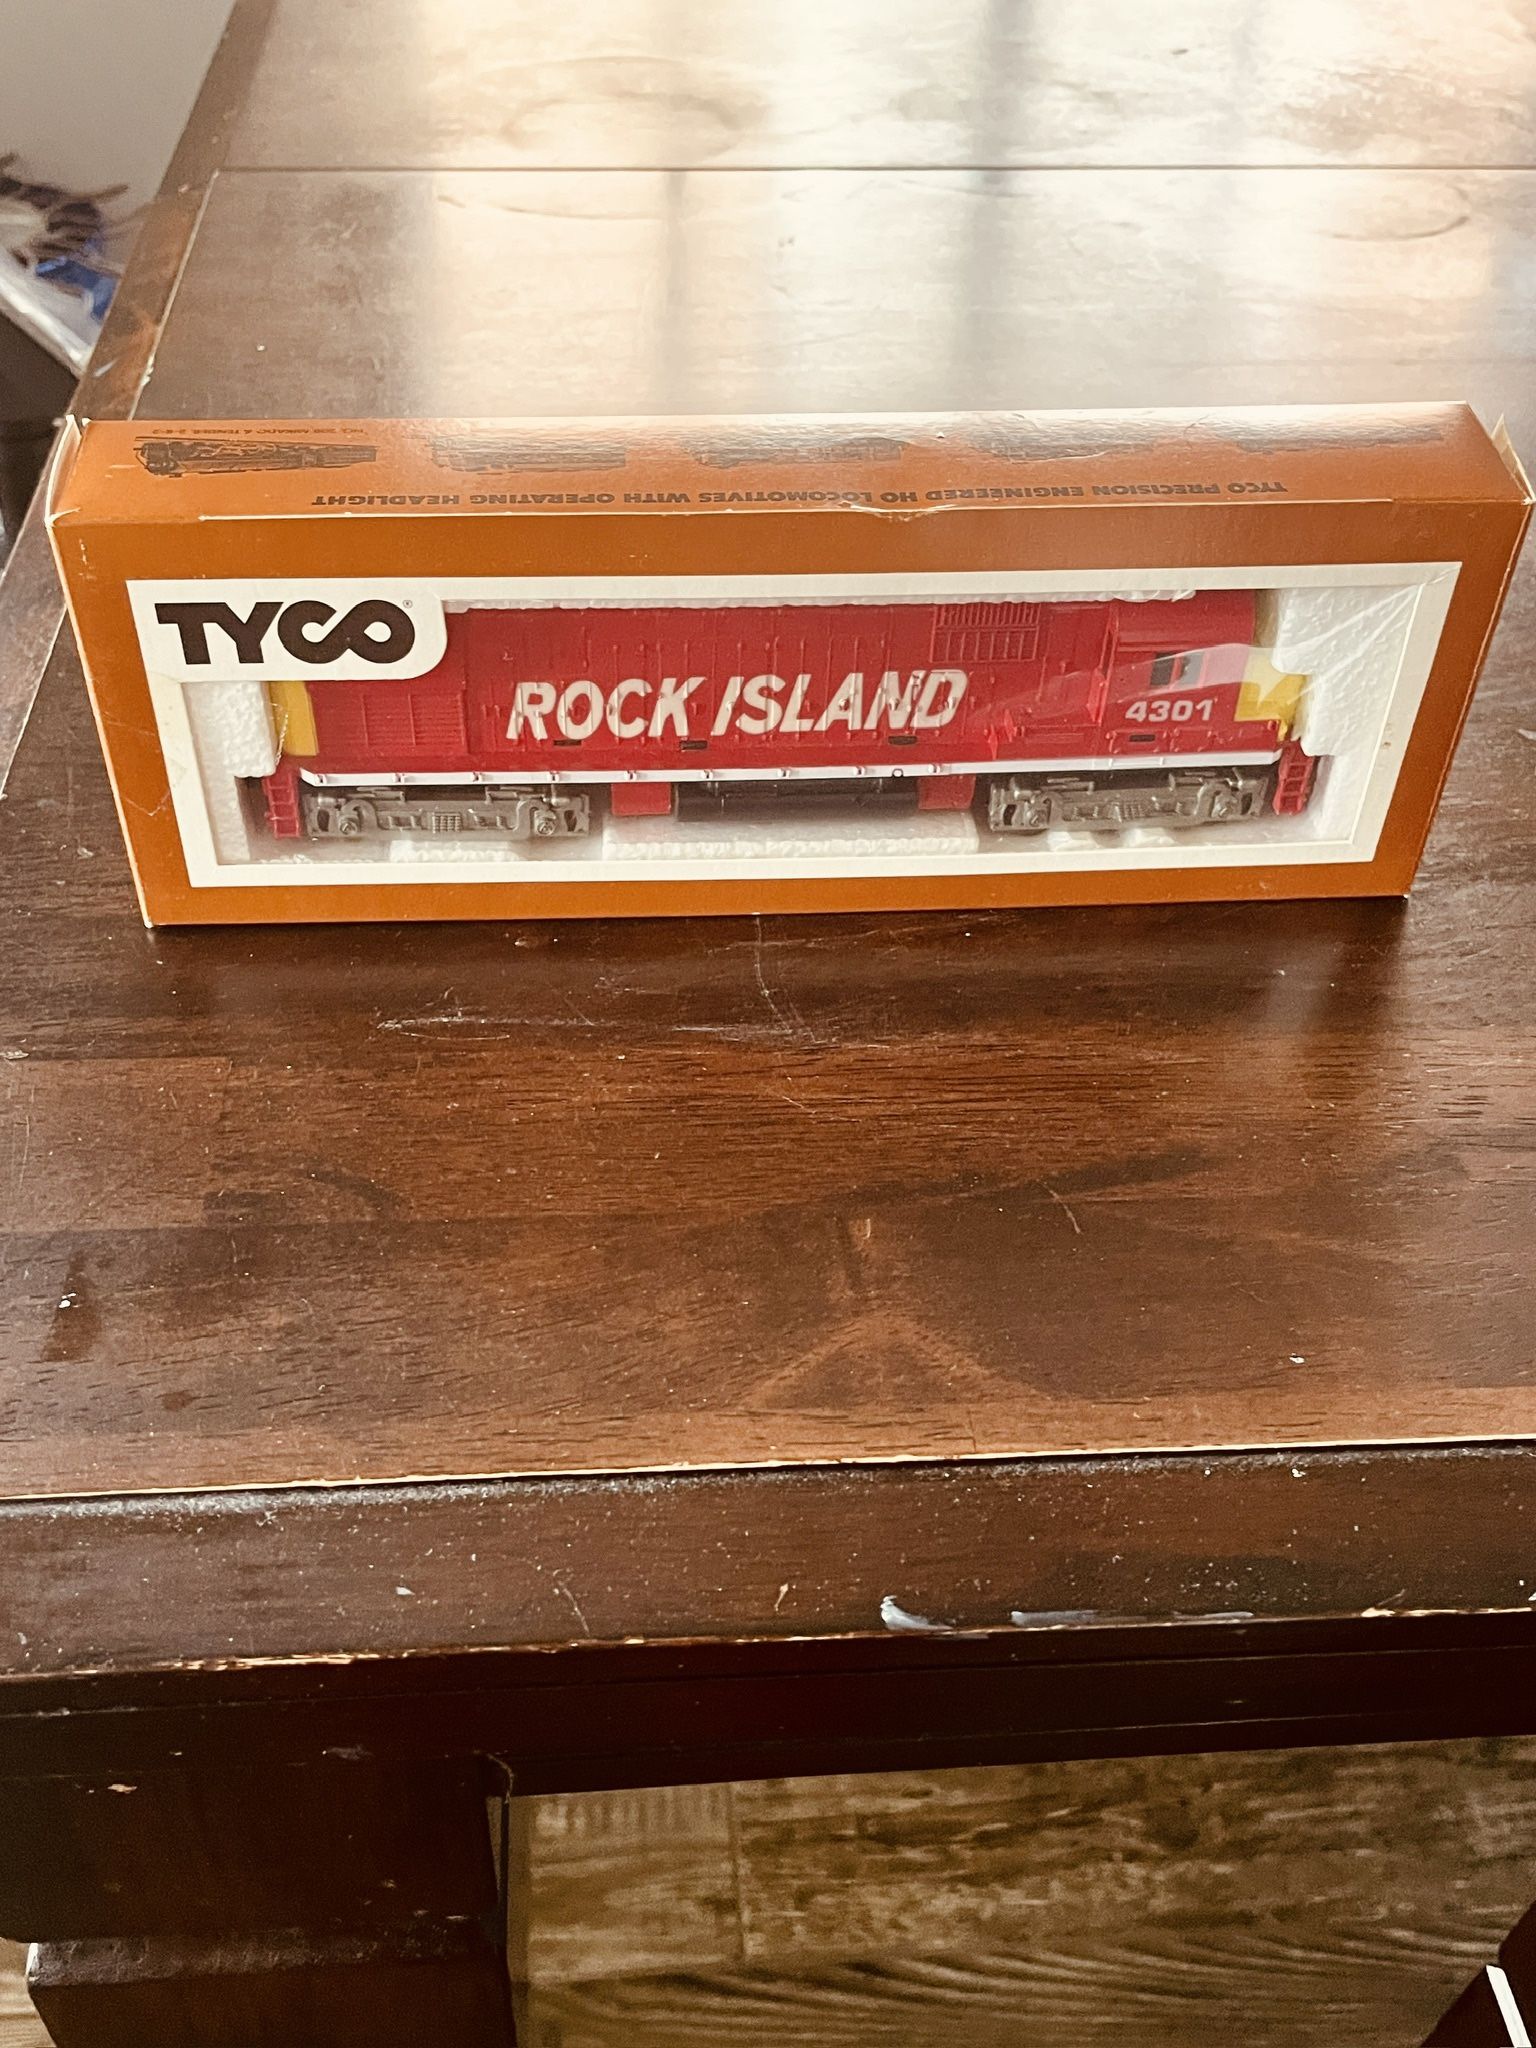 TYCO PRECISION ENGINEERED HO LOCOMOTIVES WITH OPERATING HEADLIGHT
TYCO®
ROCK ISLAND
4301